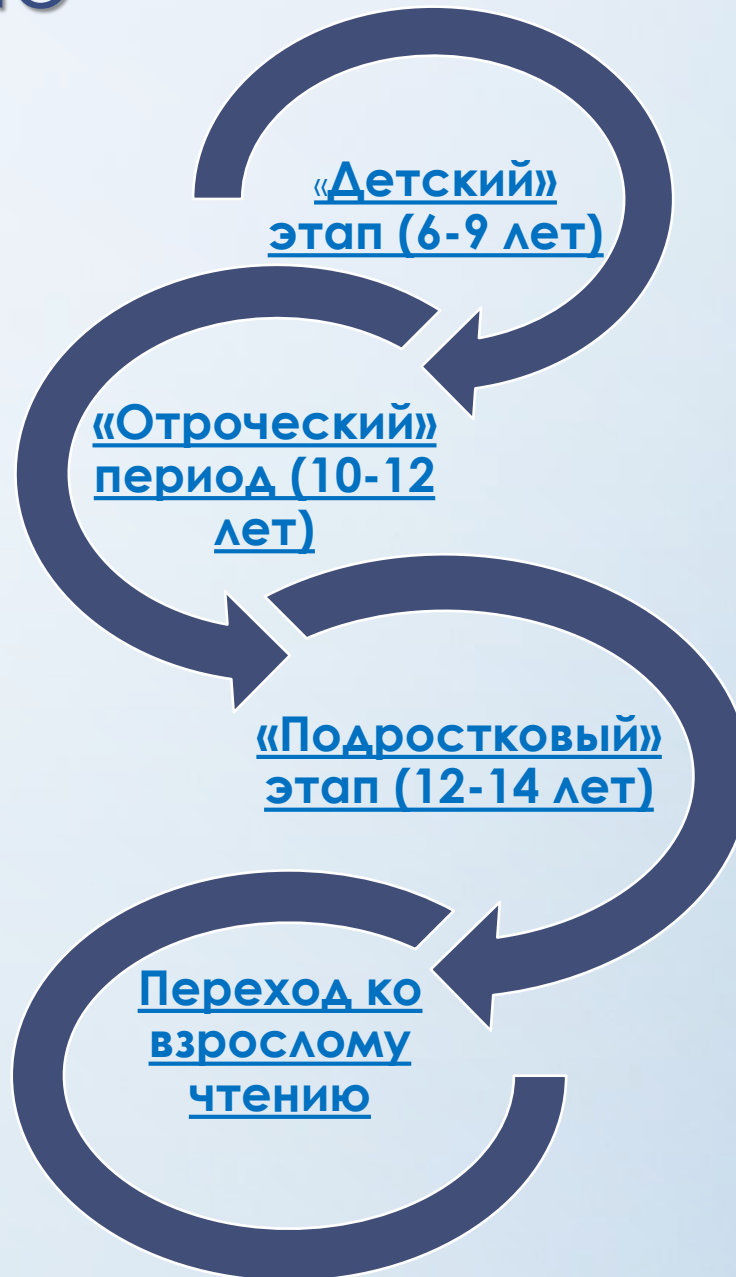 «Детский»
этап (6-9 лет)
«Отроческий»
период (10-12
лет)
«Подростковый»
этап (12-14 лет)
Переход ко
взрослому
чтению